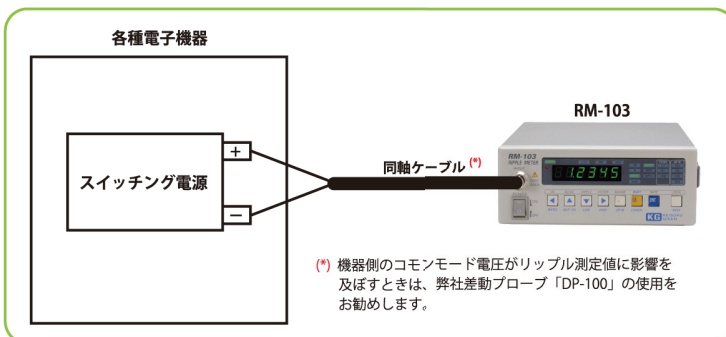 各種電子機器
スイッチング電源
+
−
同軸ケーブル (*)
RM-103
RM-103
RIPPLE METER
1.2345
KG
(*) 機器側のコモンモード電圧がリップル測定値に影響を
及ぼすときは、弊社差動プローブ「DP-100」の使用を
お勧めします。